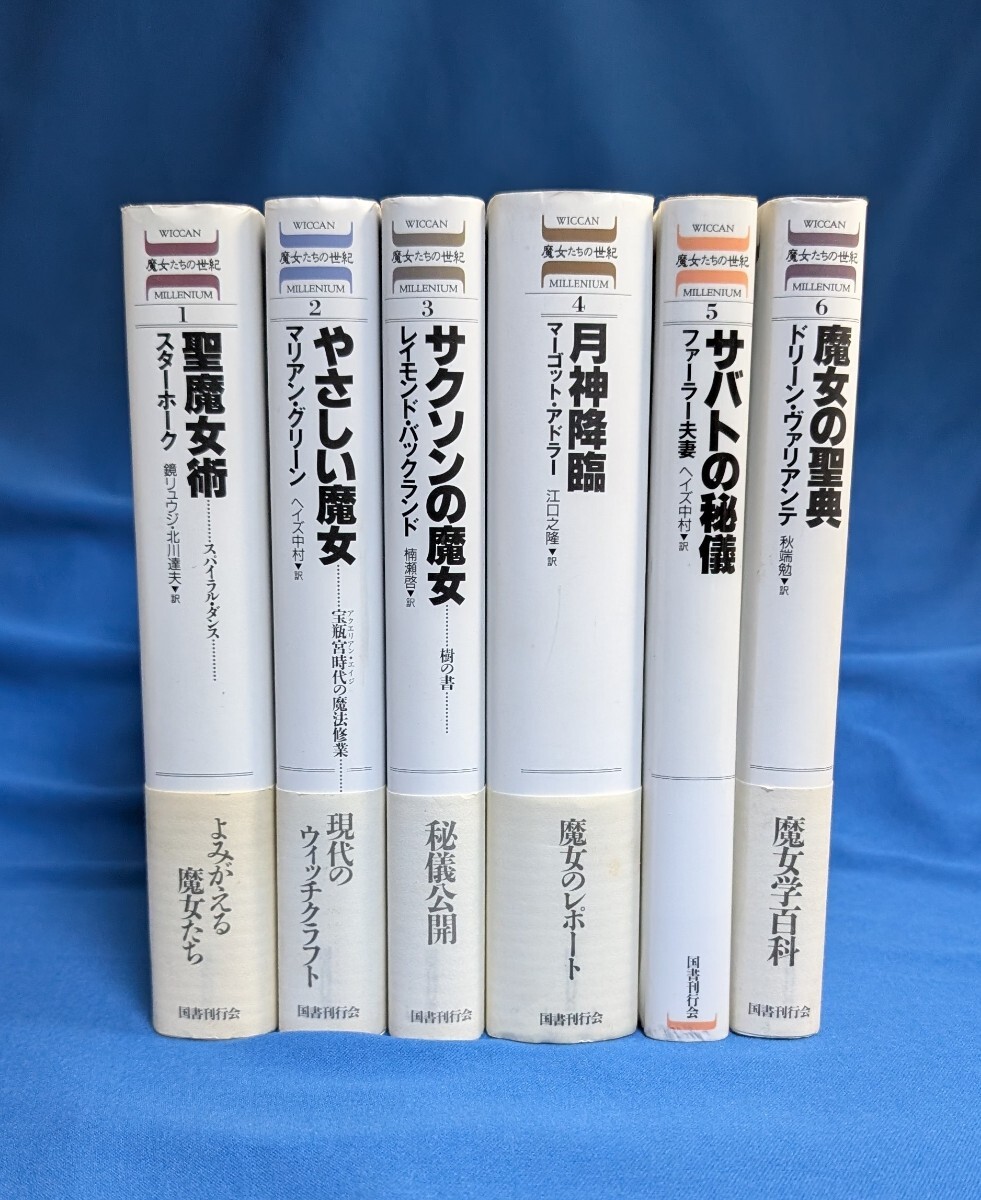 WICCAN
魔女たちの世紀
MILLENIUM
1
聖魔女術
スパイラル・ダンス
スターホーク
鏡リュウジ・北川達夫▼訳
よみがえる
魔女たち
国書刊行会
WICCAN
魔女たちの世紀
MILLENIUM
2
やさしい魔女
宝瓶宮時代の魔法修業
アクエリアン・エイジ
マリアン・グリーン
ヘイズ中村▼訳
現代の
ウィッチクラフト
国書刊行会
WICCAN
魔女たちの世紀
MILLENIUM
3
サクソンの魔女
樹の書
レイモンド・バックランド
楠瀬啓▼訳
秘儀公開
国書刊行会
WICCAN
魔女たちの世紀
MILLENIUM
4
月神降臨
マーゴット・アドラー
江口之隆▼訳
魔女のレポート
国書刊行会
WICCAN
魔女たちの世紀
MILLENIUM
5
サバトの秘儀
ファーラー夫妻
ヘイズ中村▼訳
国書刊行会
WICCAN
魔女たちの世紀
MILLENIUM
6
魔女の聖典
ドリーン・ヴァリアンテ
秋端勉▼訳
魔女学百科
国書刊行会